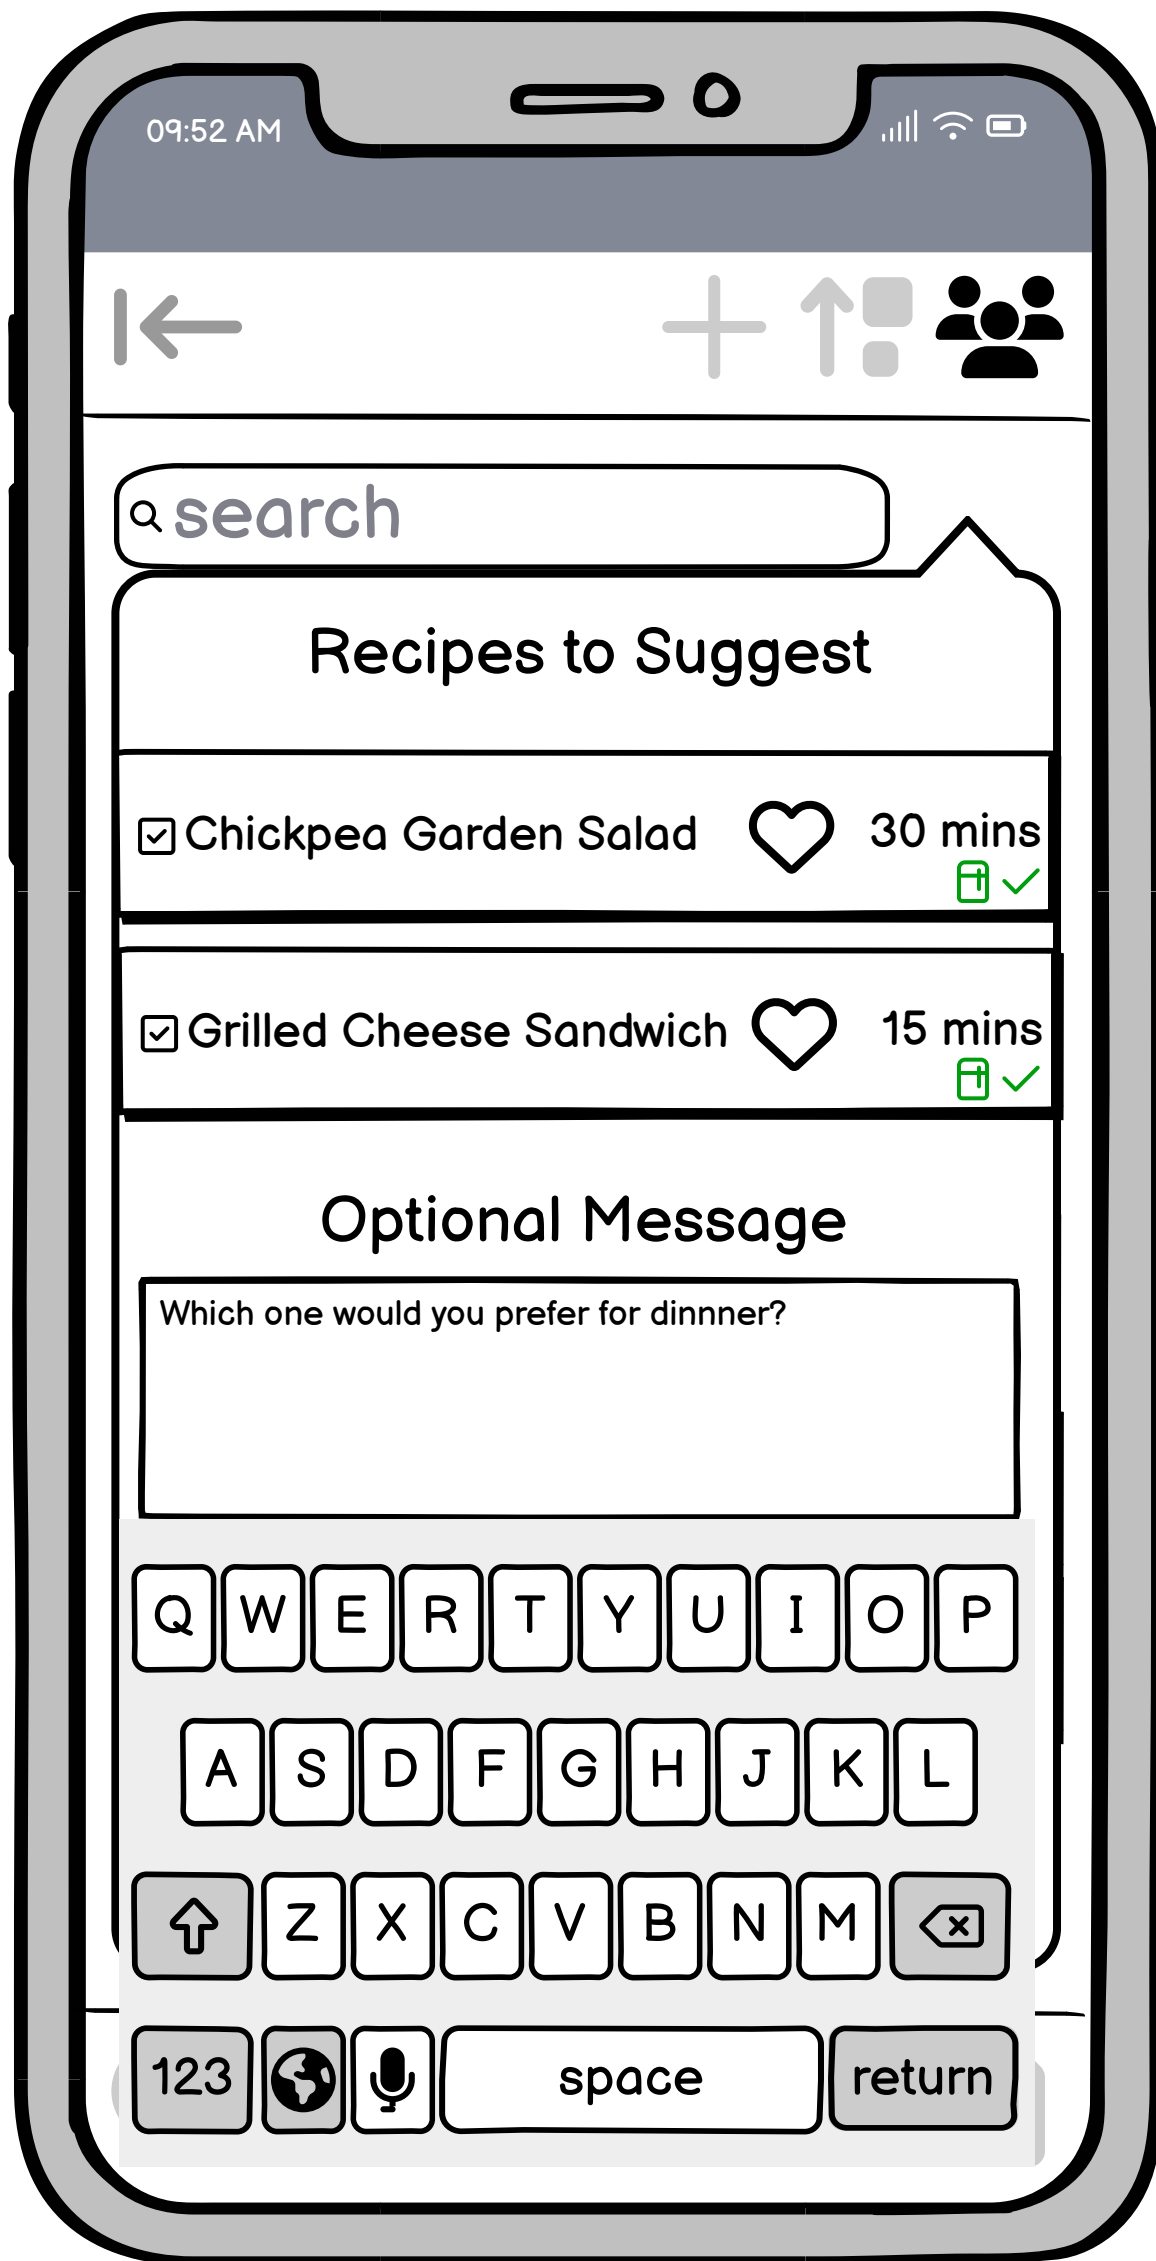 09:52 AM
search
Recipes to Suggest
Chickpea Garden Salad
30 mins
Grilled Cheese Sandwich
15 mins
Optional Message
Which one would you prefer for dinnner?
Q W E R T Y U I O P
A S D F G H J K L
Z X C V B N M
123 space return